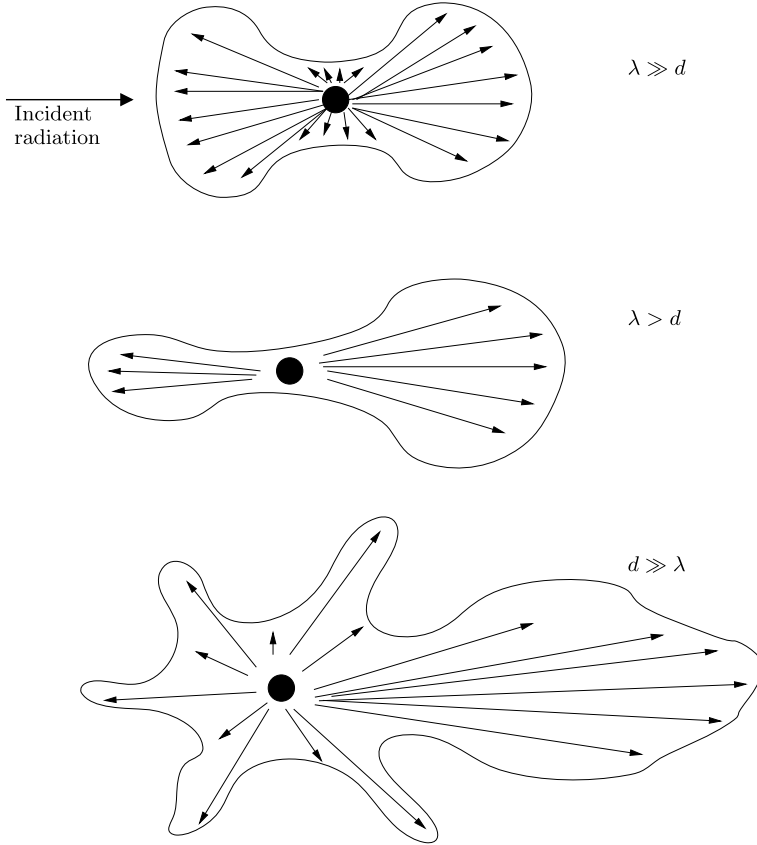 λ ≫ d
Incident
radiation
λ > d
d ≫ λ